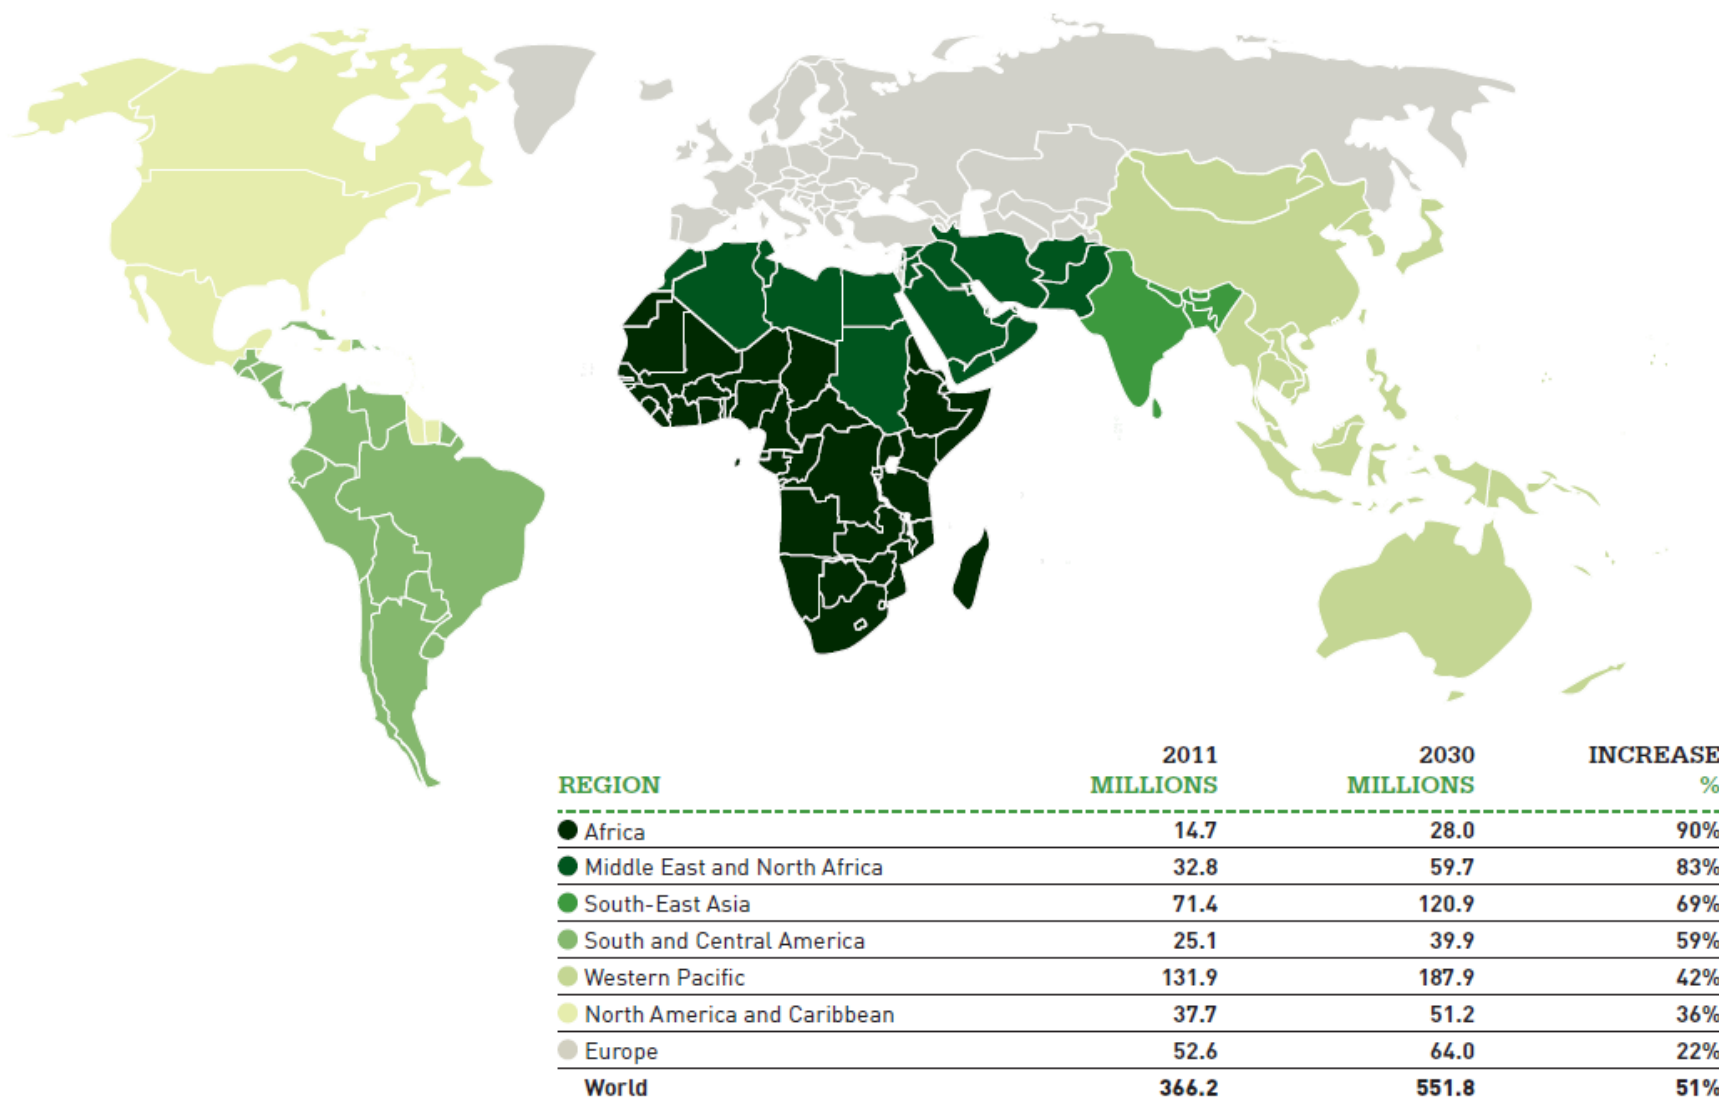 2011 2030 INCREASE
REGION MILLIONS MILLIONS %
Africa 14.7 28.0 90%
Middle East and North Africa 32.8 59.7 83%
South-East Asia 71.4 120.9 69%
South and Central America 25.1 39.9 59%
Western Pacific 131.9 187.9 42%
North America and Caribbean 37.7 51.2 36%
Europe 52.6 64.0 22%
World 366.2 551.8 51%